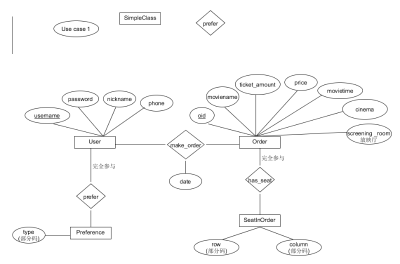 SimpleClass
Use case 1
prefer
ticket_amount
price
moviename
movietime
password
nickname
phone
cinema
username
oid
screening_room
放映厅
User
make_order
Order
完全参与
完全参与
date
has_seat
prefer
SeatInOrder
type
(部分码)
Preference
row
(部分码)
column
(部分码)